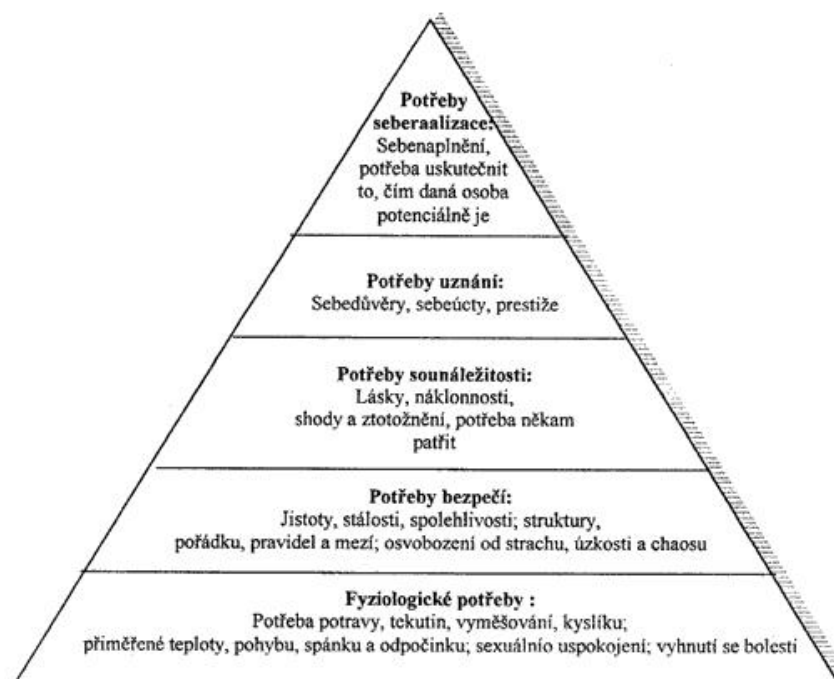 Potřeby
seberaalizace:
Sebenaplnění,
potřeba uskutečnit
to, čím daná osoba
potenciálně je
Potřeby uznání:
Sebedůvěry, sebeúcty, prestiže
Potřeby sounáležitosti:
Lásky, náklonnosti,
shody a ztotožnění, potřeba někam
patřit
Potřeby bezpečí:
Jistoty, stálosti, spolehlivosti; struktury,
pořádku, pravidel a mezí; osvobození od strachu, úzkosti a chaosu
Fyziologické potřeby :
Potřeba potravy, tekutin, vyměšování, kyslíku;
přiměřené teploty, pohybu, spánku a odpočinku; sexuálnío uspokojení; vyhnutí se bolesti